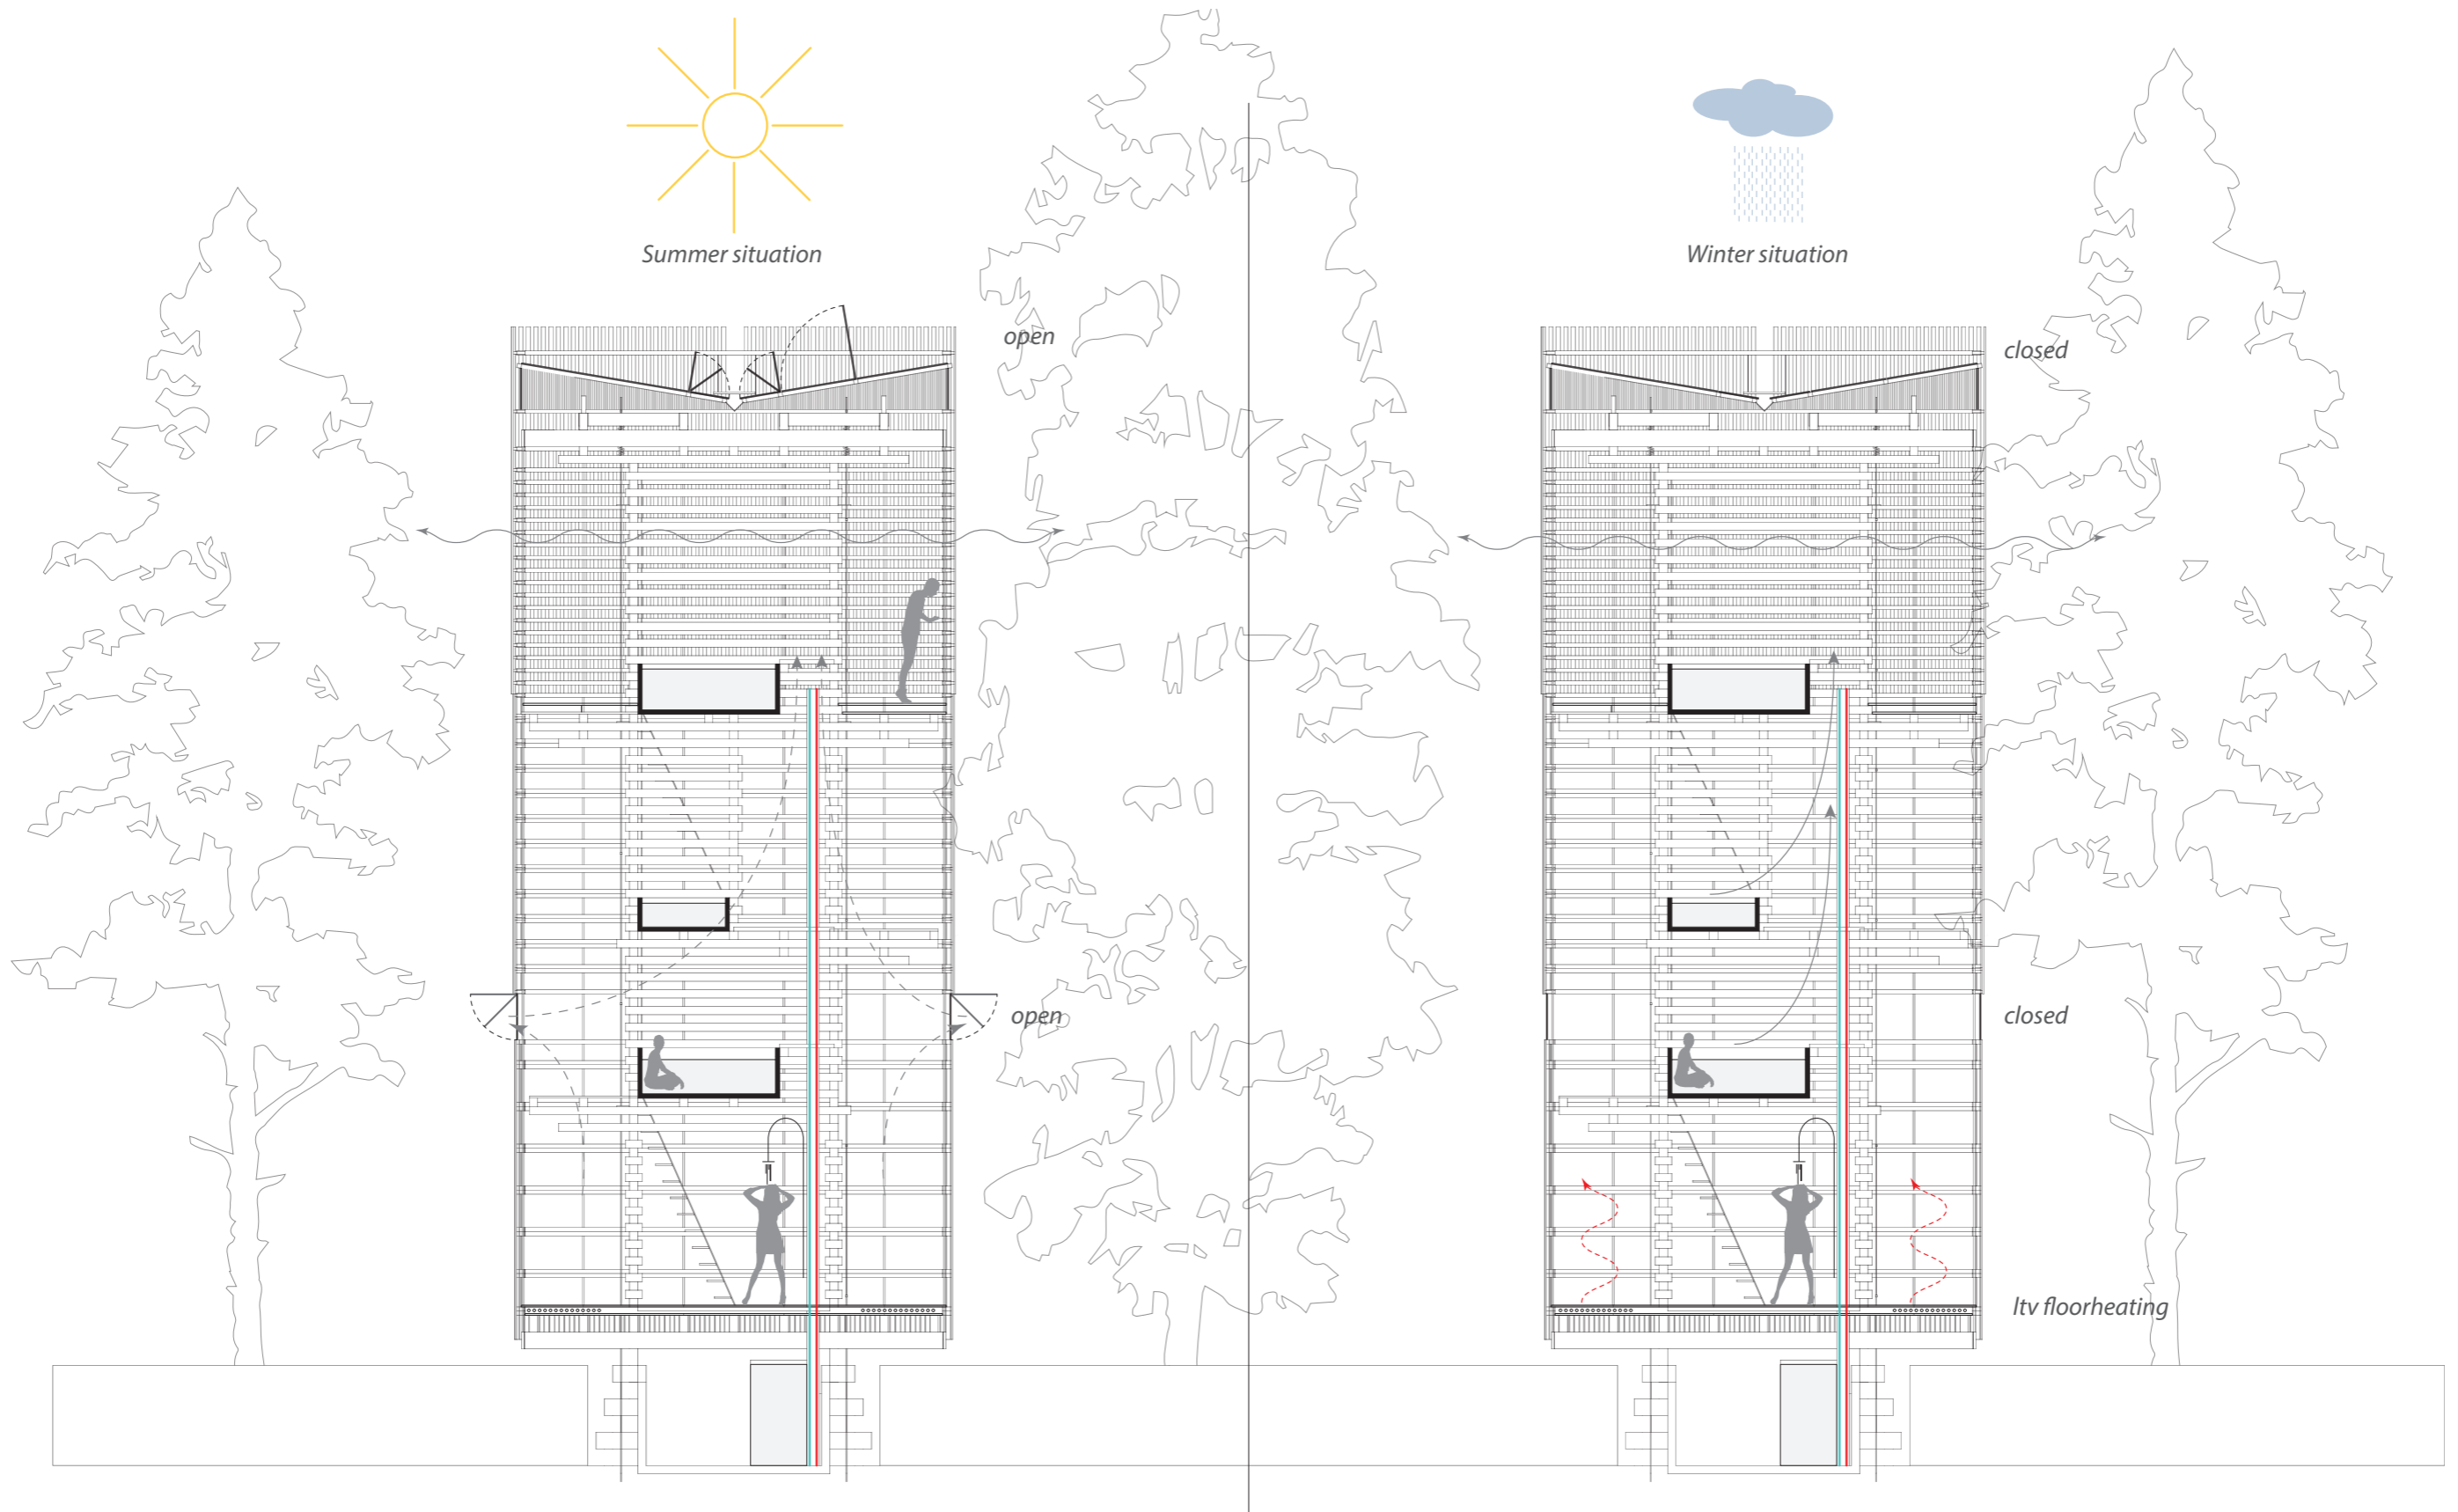 Summer situation
Winter situation
open
closed
open
closed
ltv floorheating